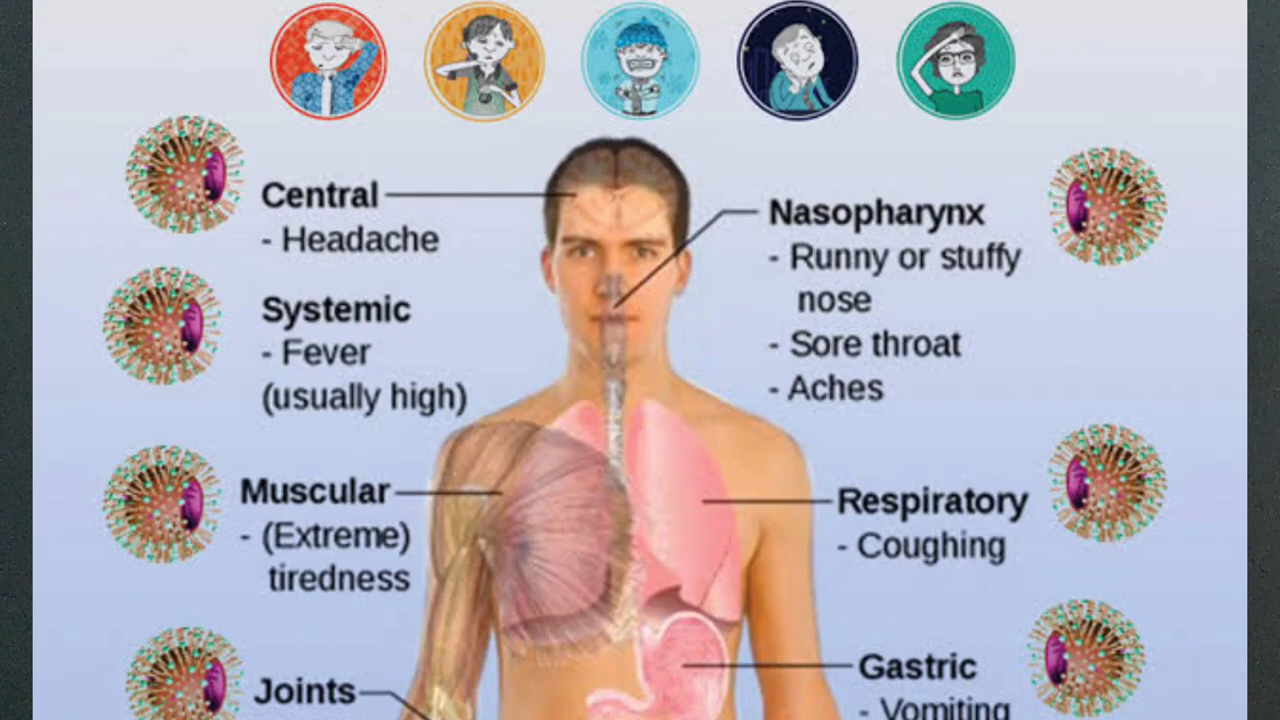 Central
- Headache
Systemic
- Fever
(usually high)
Muscular
- (Extreme)
tiredness
Joints
Nasopharynx
- Runny or stuffy
nose
- Sore throat
- Aches
Respiratory
- Coughing
Gastric
- Vomiting